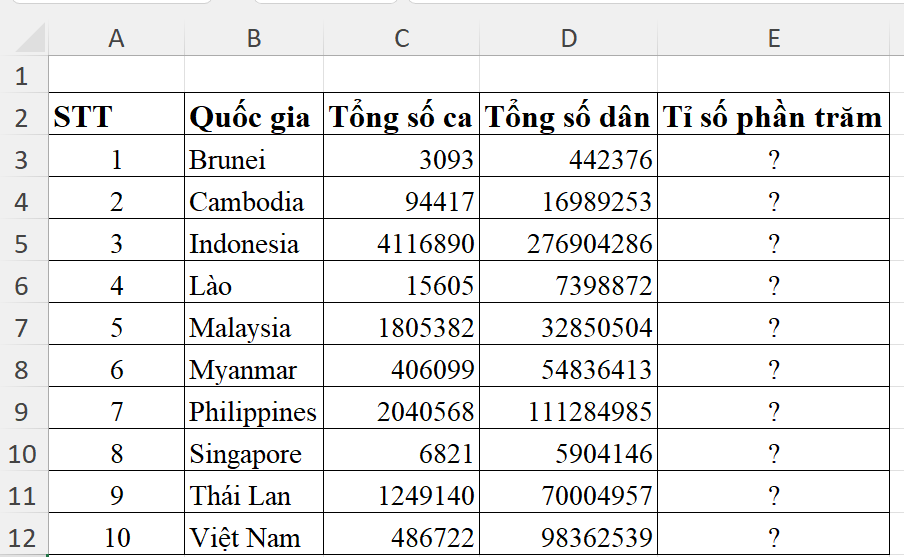 A B C D E
1
2 STT Quốc gia Tổng số ca Tổng số dân Tỉ số phần trăm
3 1 Brunei 3093 442376 ?
4 2 Cambodia 94417 16989253 ?
5 3 Indonesia 4116890 276904286 ?
6 4 Lào 15605 7398872 ?
7 5 Malaysia 1805382 32850504 ?
8 6 Myanmar 406099 54836413 ?
9 7 Philippines 2040568 111284985 ?
10 8 Singapore 6821 5904146 ?
11 9 Thái Lan 1249140 70004957 ?
12 10 Việt Nam 486722 98362539 ?